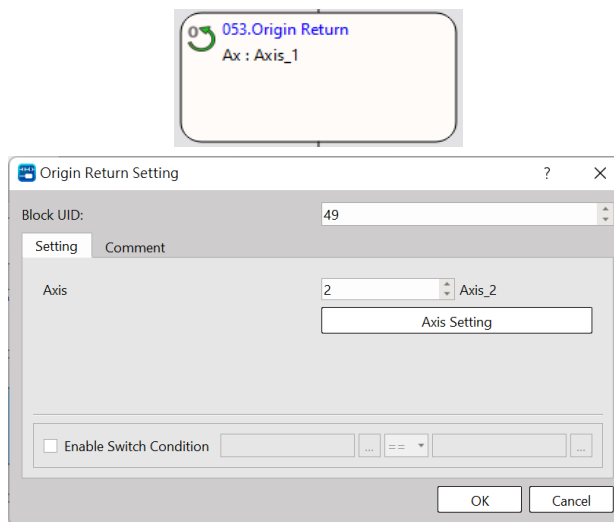 053.Origin Return
Ax : Axis_1
Origin Return Setting
?
Block UID:
49
Setting
Comment
Axis
2
Axis_2
Axis Setting
Enable Switch Condition
...
==
...
OK
Cancel